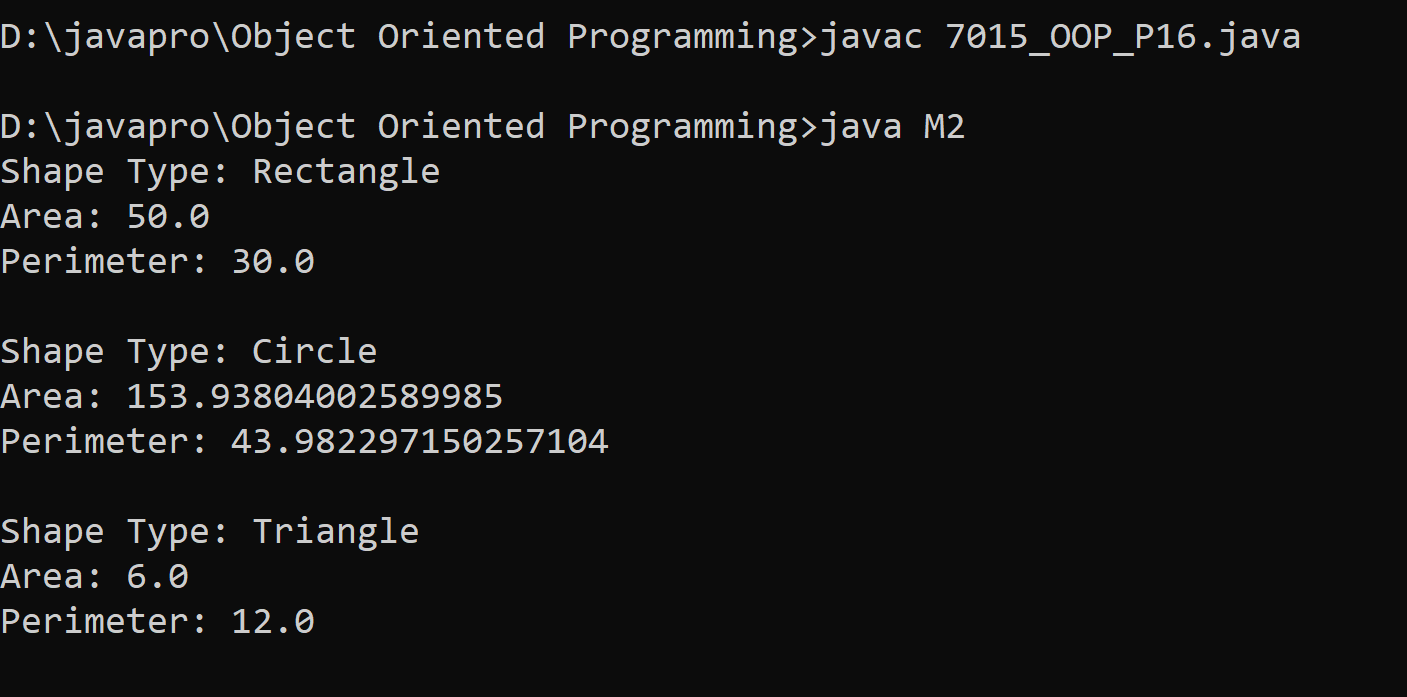 D:\javapro\Object Oriented Programming>javac 7015_OOP_P16.java
D:\javapro\Object Oriented Programming>java M2
Shape Type: Rectangle
Area: 50.0
Perimeter: 30.0
Shape Type: Circle
Area: 153.93804002589985
Perimeter: 43.982297150257104
Shape Type: Triangle
Area: 6.0
Perimeter: 12.0